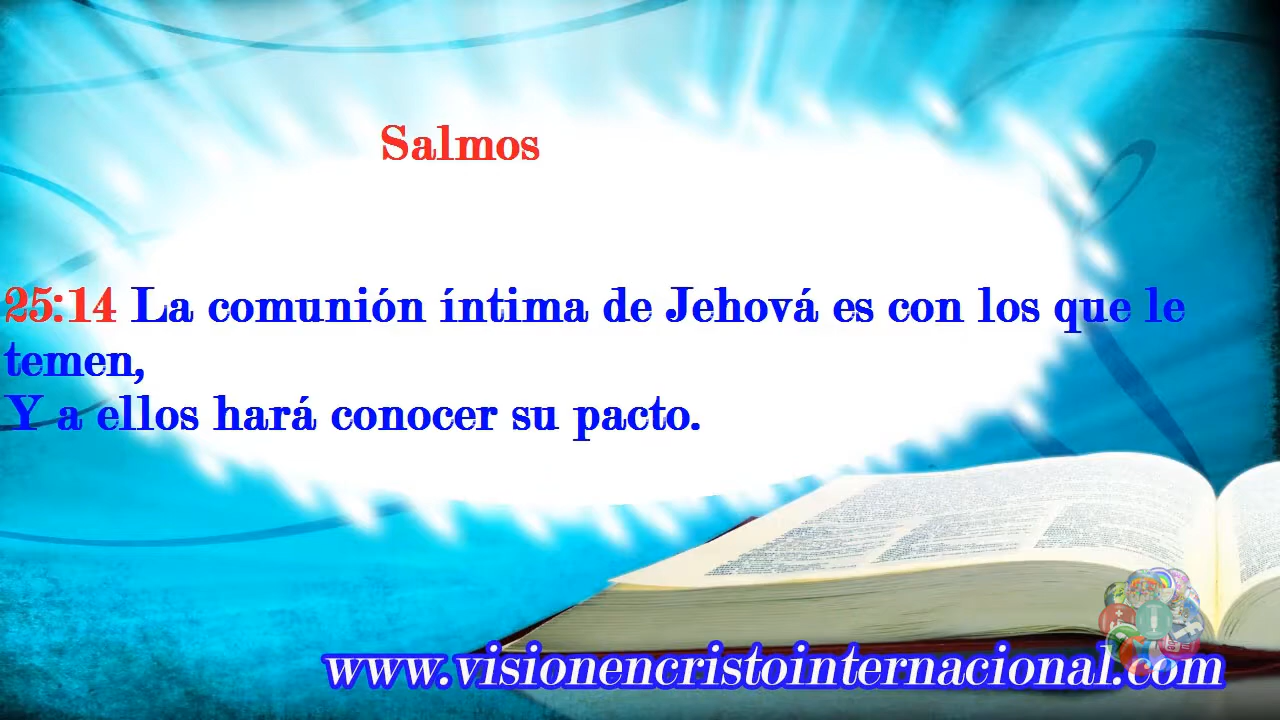 Salmos
25:14 La comunión íntima de Jehová es con los que le
temen,
Y a ellos hará conocer su pacto.
www.visionencristointernacional.com